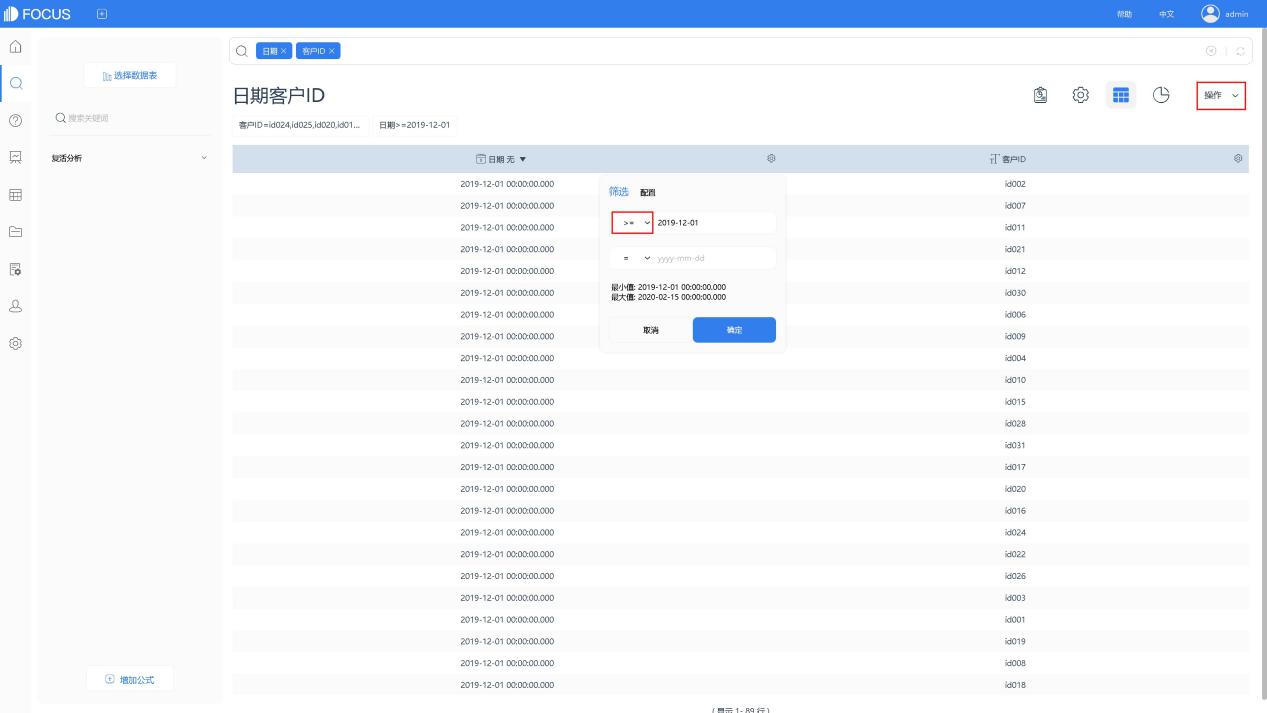 FOCUS
帮助 中文 admin
日期 × 客户ID ×
选择数据表
搜索关键词
复活分析
日期客户ID
操作
客户ID=id024,id025,id020,id01... 日期>=2019-12-01
日期 无 ▼ 客户ID
2019-12-01 00:00:00.000 id002
2019-12-01 00:00:00.000 id007
2019-12-01 00:00:00.000 id011
2019-12-01 00:00:00.000 id021
2019-12-01 00:00:00.000 id012
2019-12-01 00:00:00.000 id030
2019-12-01 00:00:00.000 id006
2019-12-01 00:00:00.000 id009
2019-12-01 00:00:00.000 id004
2019-12-01 00:00:00.000 id010
2019-12-01 00:00:00.000 id015
2019-12-01 00:00:00.000 id028
2019-12-01 00:00:00.000 id031
2019-12-01 00:00:00.000 id017
2019-12-01 00:00:00.000 id020
2019-12-01 00:00:00.000 id016
2019-12-01 00:00:00.000 id024
2019-12-01 00:00:00.000 id022
2019-12-01 00:00:00.000 id026
2019-12-01 00:00:00.000 id003
2019-12-01 00:00:00.000 id001
2019-12-01 00:00:00.000 id019
2019-12-01 00:00:00.000 id008
2019-12-01 00:00:00.000 id018
筛选 配置
>= 2019-12-01
= yyyy-mm-dd
最小值: 2019-12-01 00:00:00.000
最大值: 2020-02-15 00:00:00.000
取消 确定
增加公式
( 显示 1- 89 行 )